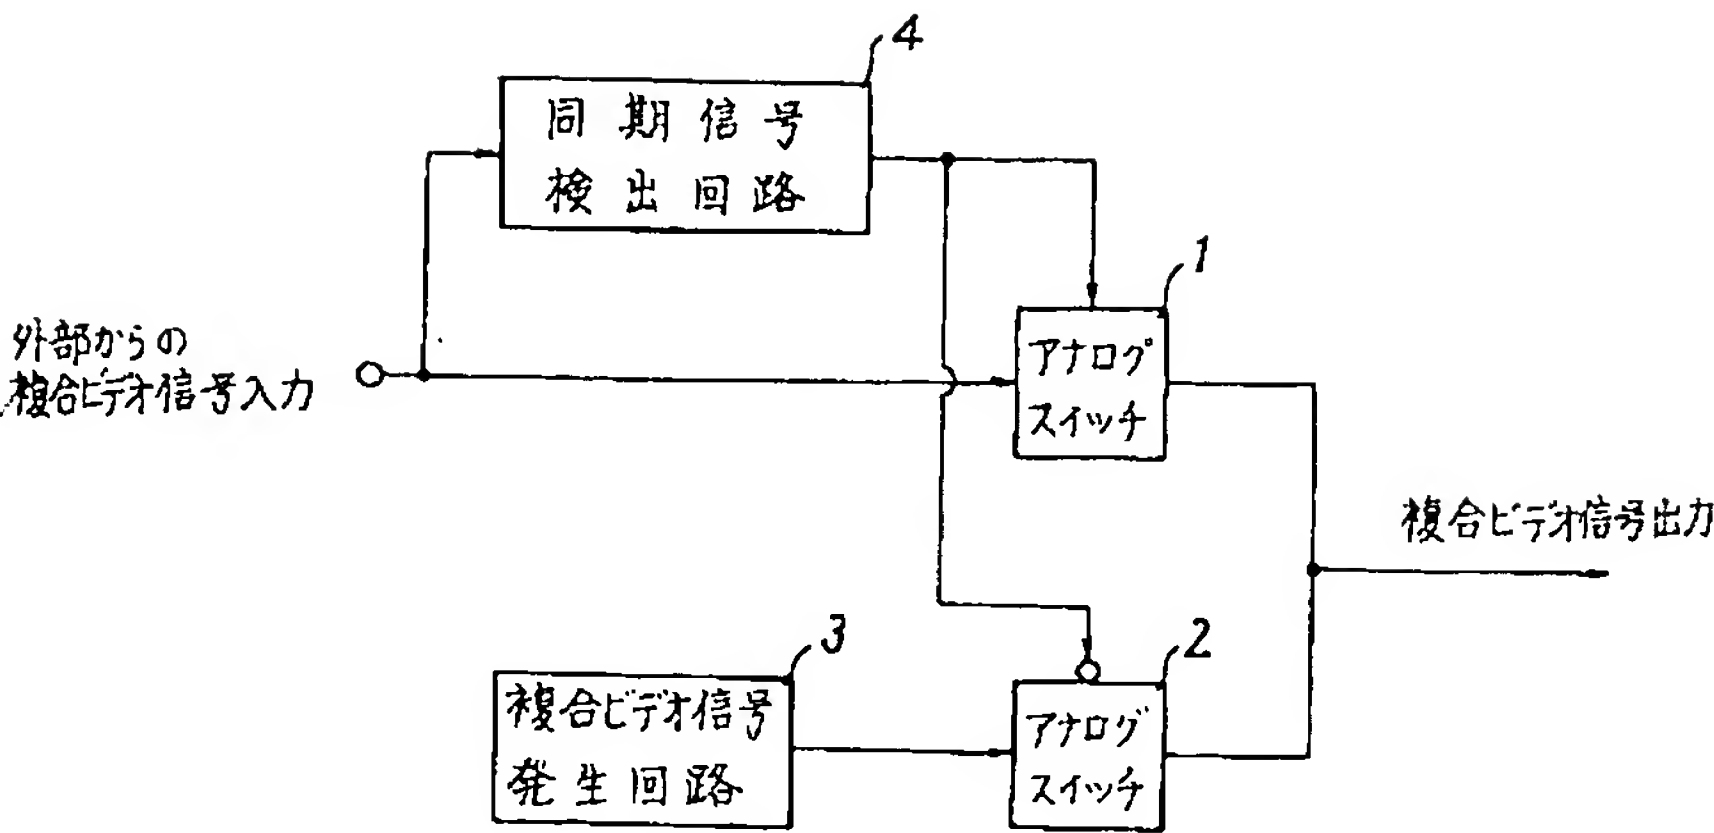 4
同期信号
検出回路
1
外部からの
複合ビデオ信号入力
アナログ
スイッチ
複合ビデオ信号出力
3
2
複合ビデオ信号
発生回路
アナログ
スイッチ